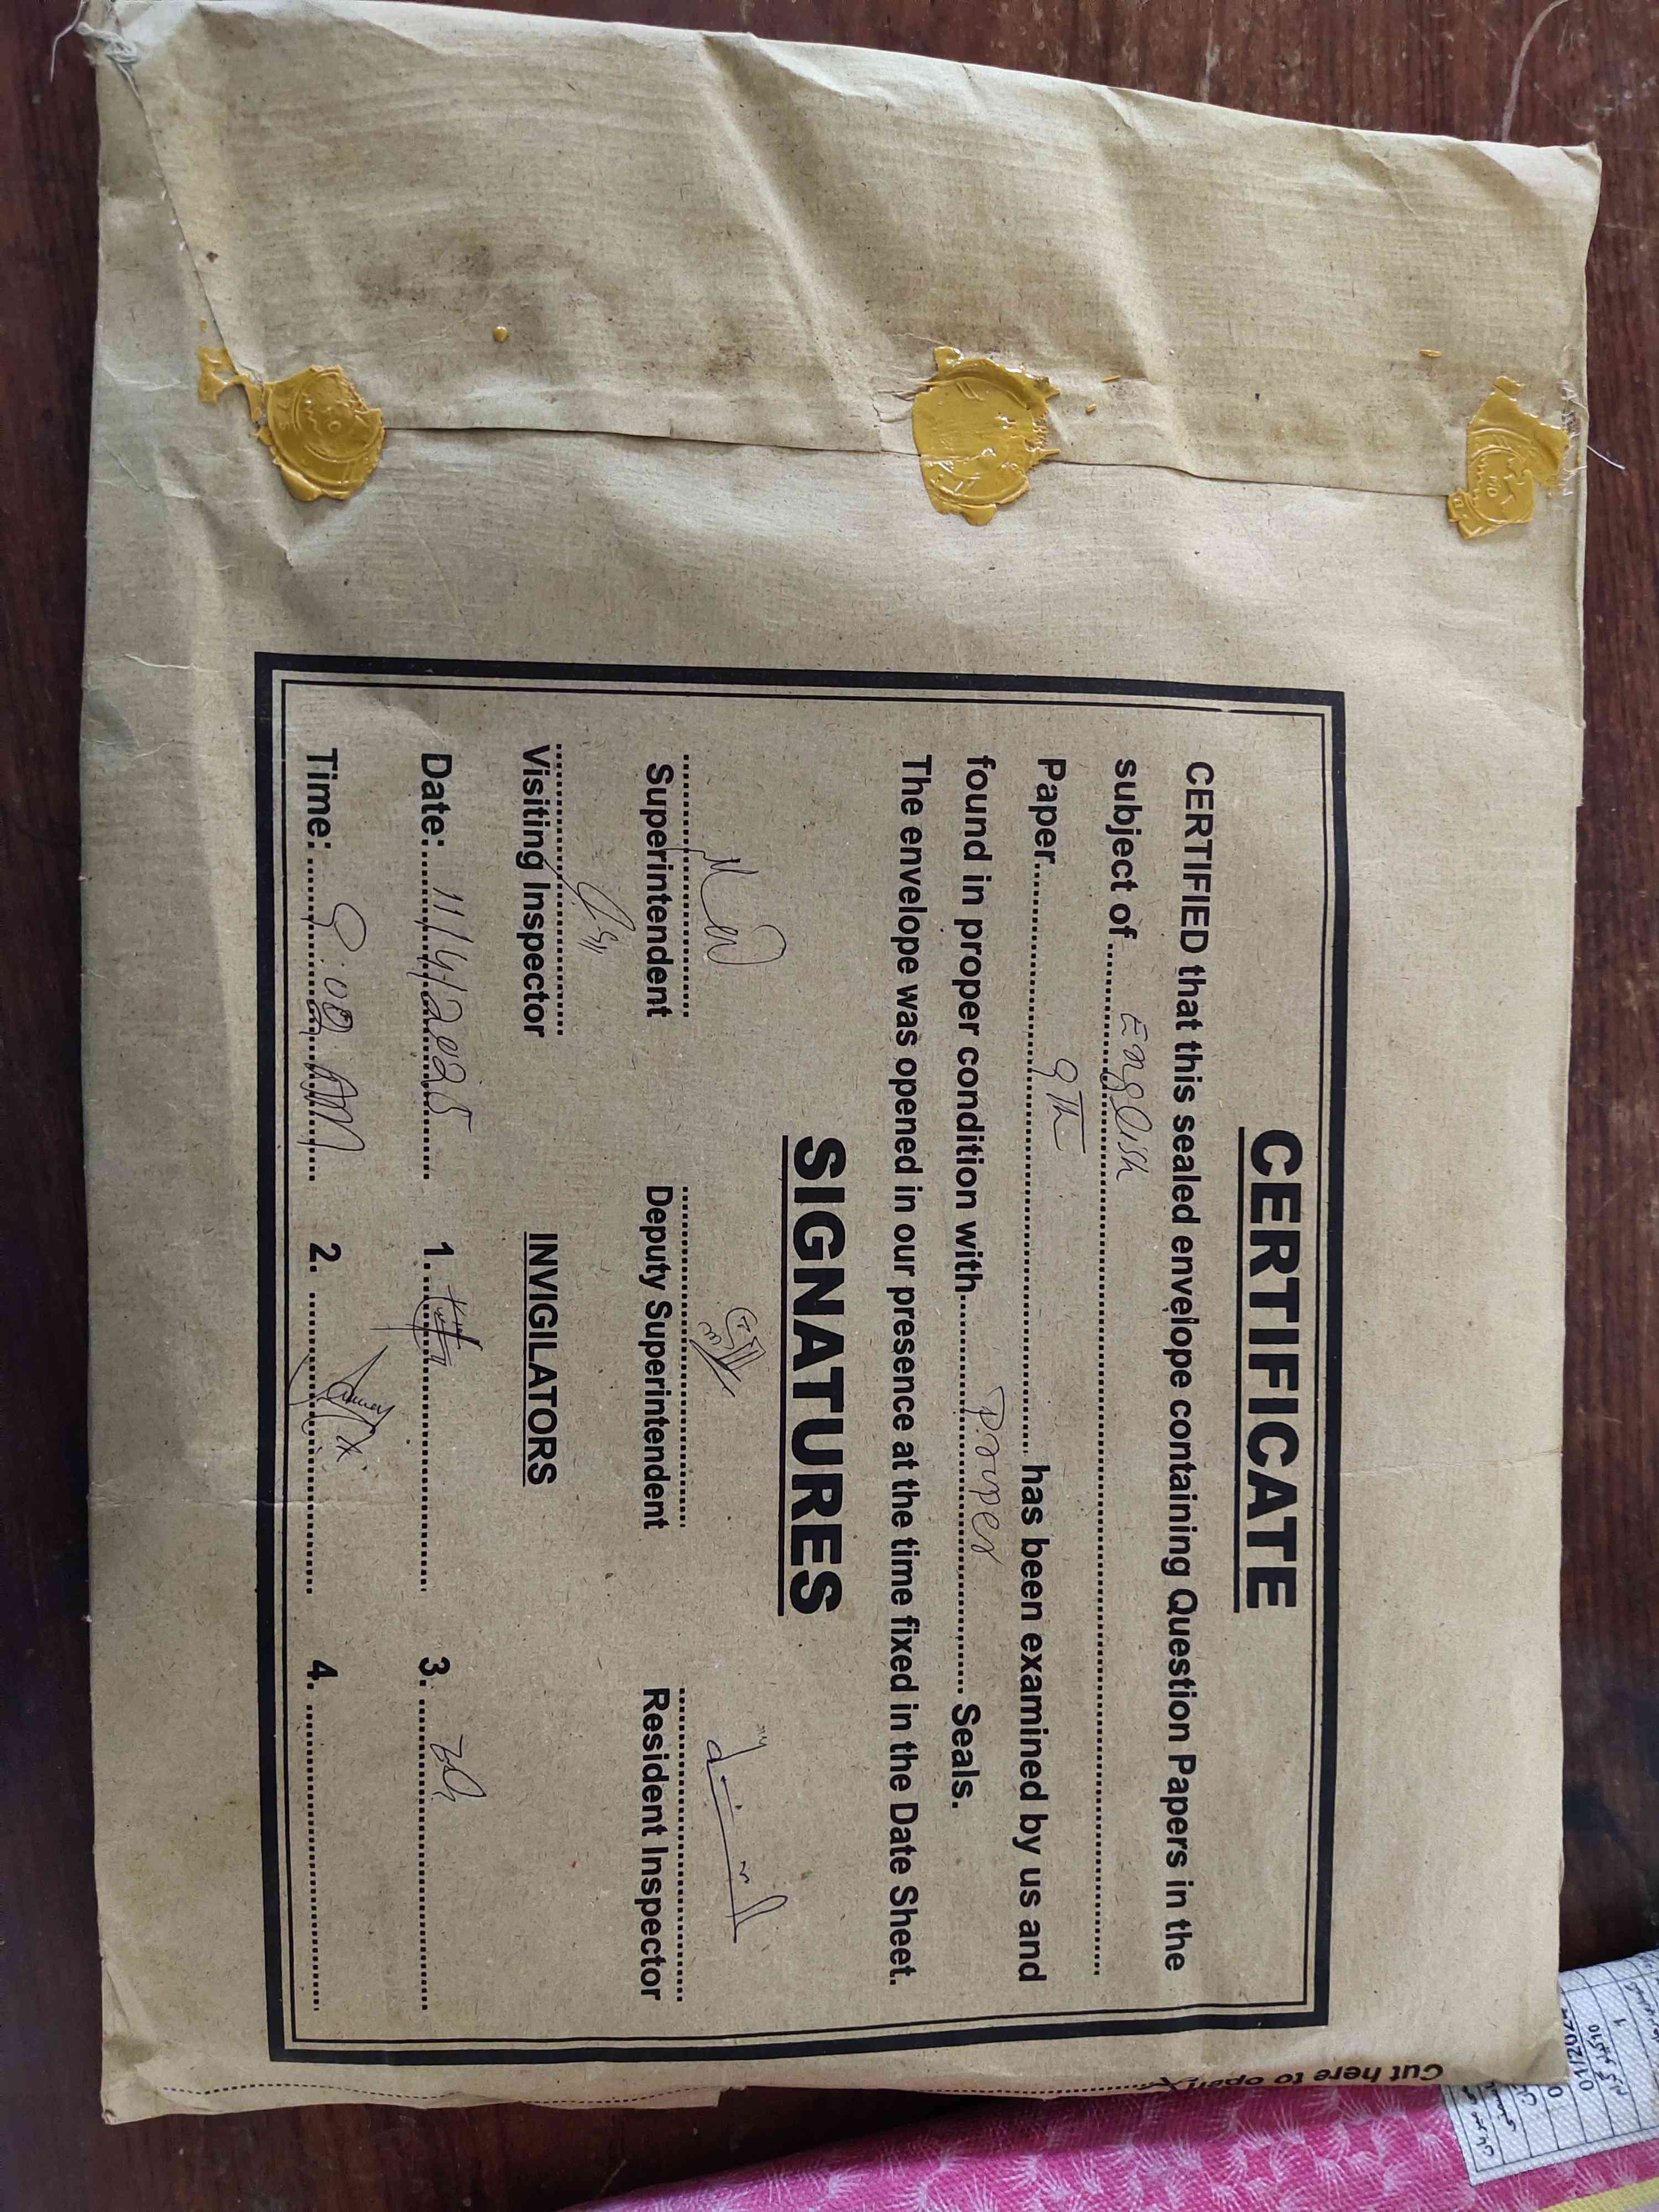 CERTIFICATE
CERTIFIED that this sealed envelope containing Question Papers in the
subject of English
Paper 9Th has been examined by us and
found in proper condition with Prouper Seals.
The envelope was opened in our presence at the time fixed in the Date Sheet.
SIGNATURES
Superintendent Deputy Superintendent Resident Inspector
Visiting Inspector INVIGILATORS
Date: 11/4/2025 1. 3.
Time: 9:00 AM 2. 4.
Cut here to open